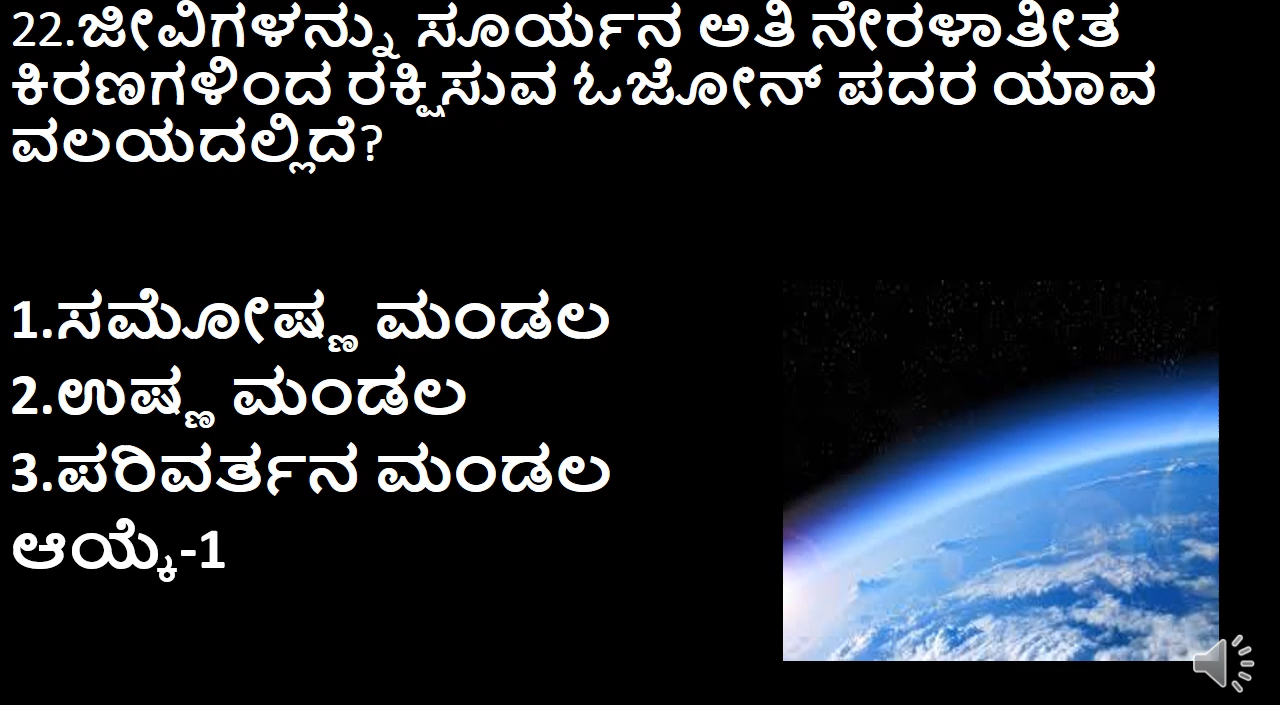 22.ಜೀವಿಗಳನ್ನು ಸೂರ್ಯನ ಅತಿ ನೇರಳಾತೀತ
ಕಿರಣಗಳಿಂದ ರಕ್ಷಿಸುವ ಓಜೋನ್ ಪದರ ಯಾವ
ವಲಯದಲ್ಲಿದೆ?
1.ಸಮೋಷ್ಣ ಮಂಡಲ
2.ಉಷ್ಣ ಮಂಡಲ
3.ಪರಿವರ್ತನ ಮಂಡಲ
ಆಯ್ಕೆ-1